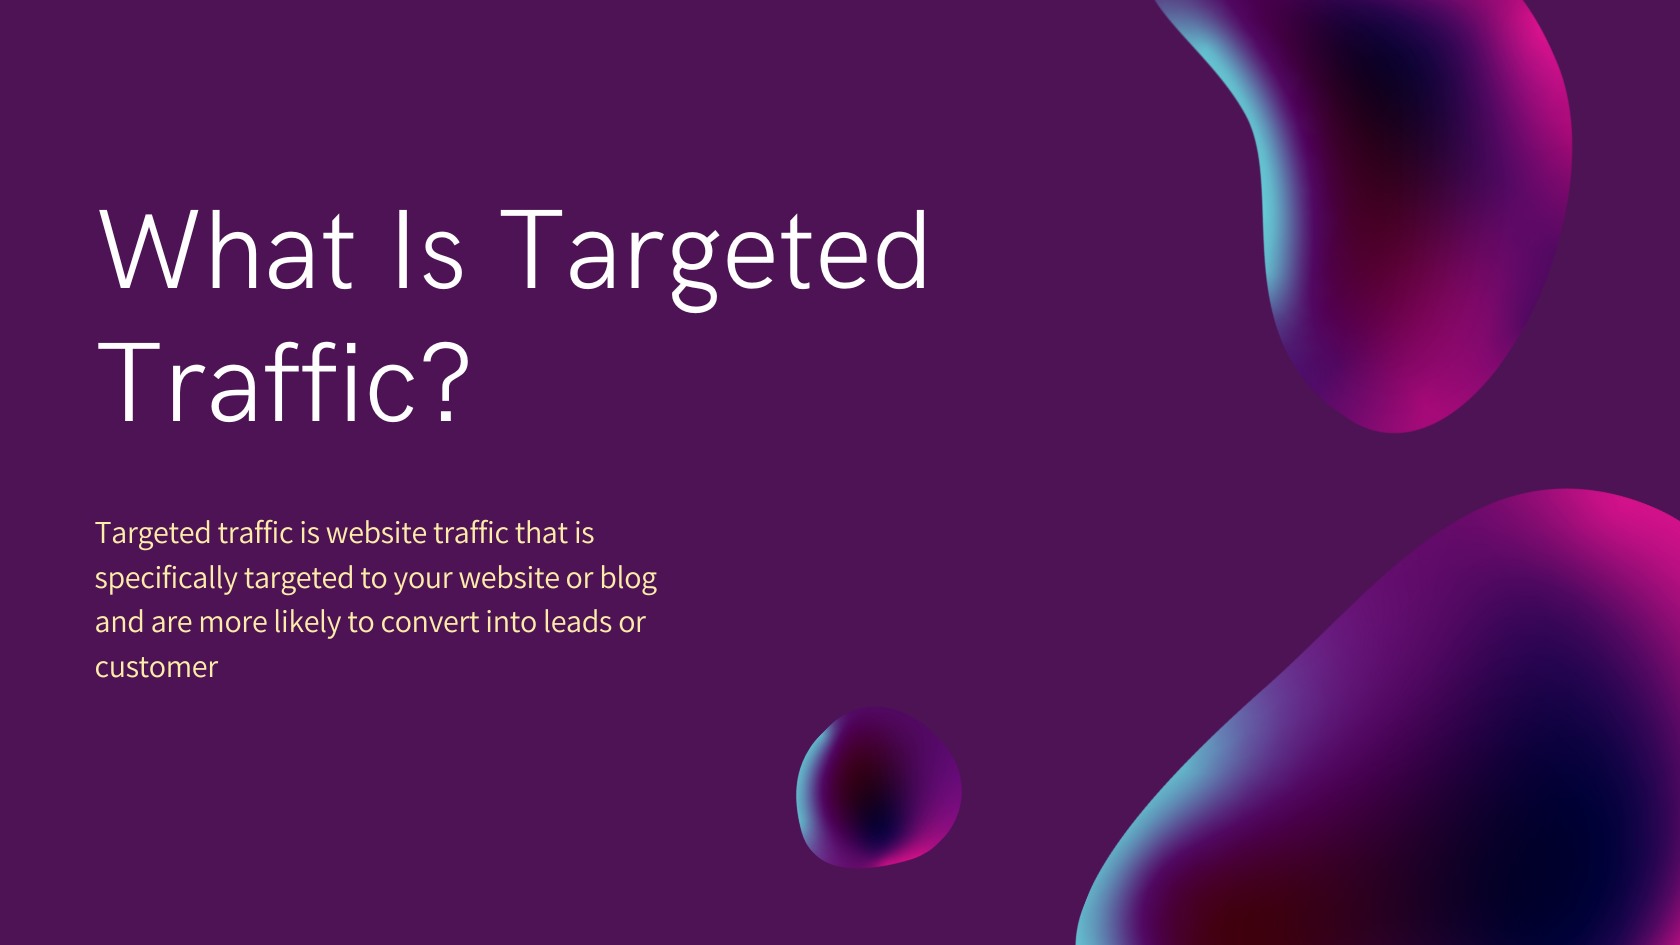 What Is Targeted
Traffic?
Targeted traffic is website traffic that is
specifically targeted to your website or blog
and are more likely to convert into leads or
customer